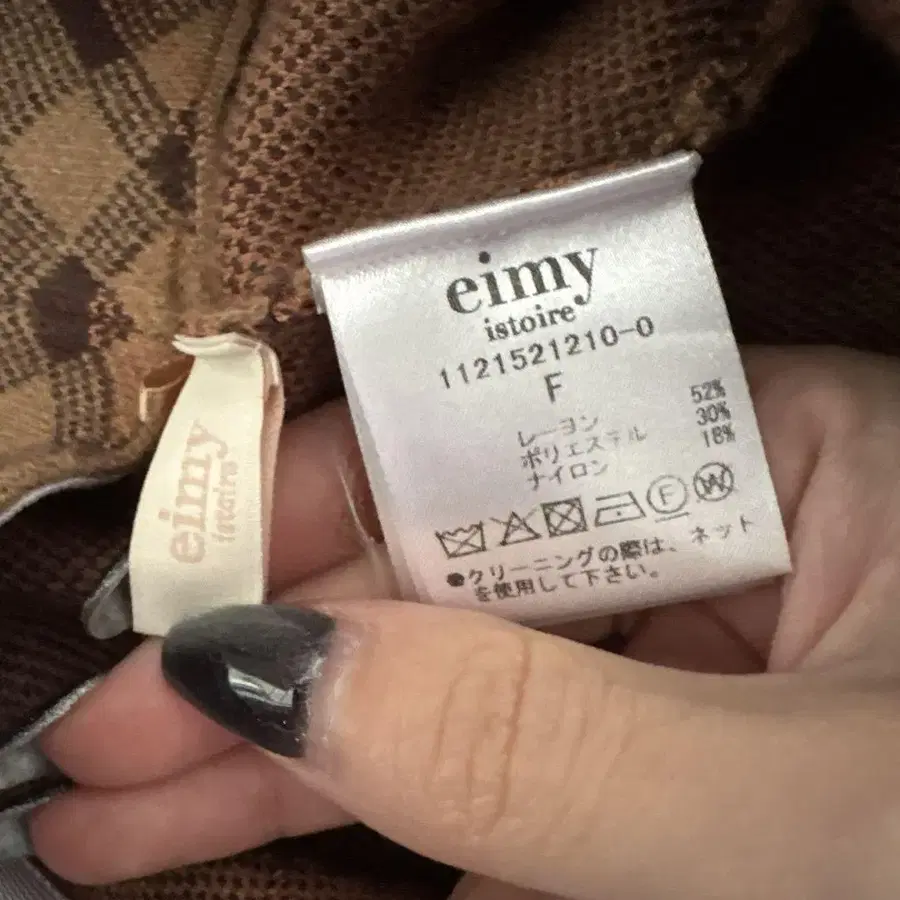 eimy
istoire
1121521210-0
F
レーヨン 52%
ポリエステル 30%
ナイロン 18%
F W
●クリーニングの際は、ネット
を使用して下さい。
eimy
istoire